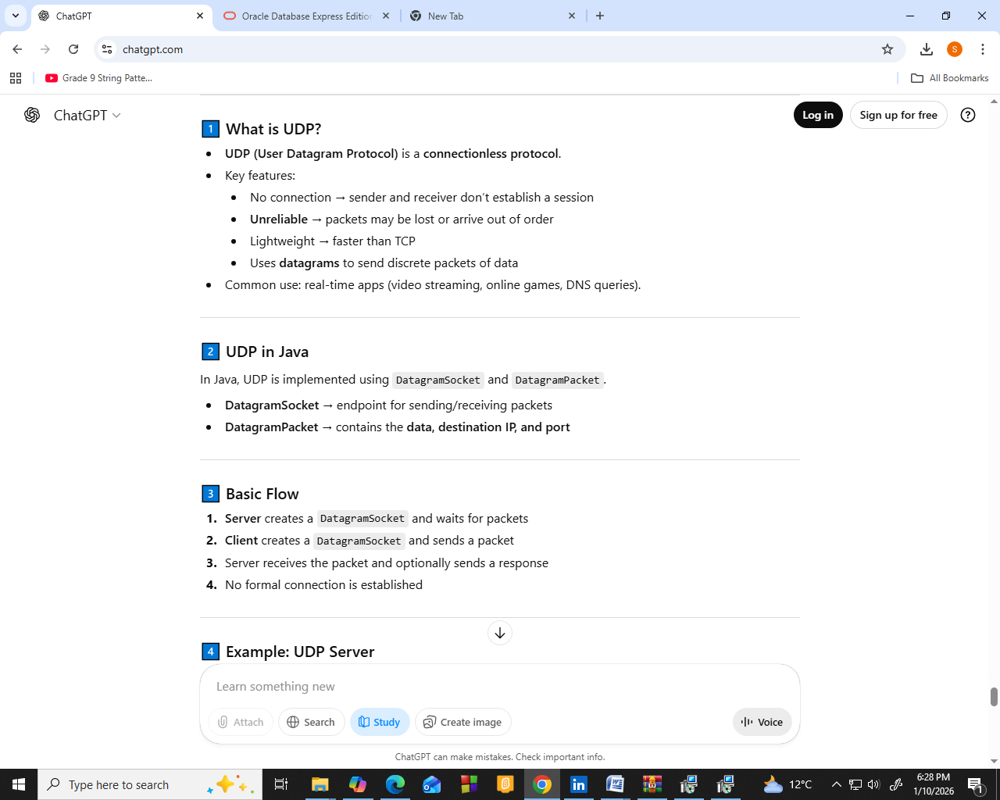 ChatGPT
Oracle Database Express Edition
New Tab
chatgpt.com
S
Grade 9 String Patte...
All Bookmarks
ChatGPT
Log in
Sign up for free
1 What is UDP?
UDP (User Datagram Protocol) is a connectionless protocol.
Key features:
No connection → sender and receiver don't establish a session
Unreliable → packets may be lost or arrive out of order
Lightweight → faster than TCP
Uses datagrams to send discrete packets of data
Common use: real-time apps (video streaming, online games, DNS queries).
2 UDP in Java
In Java, UDP is implemented using DatagramSocket and DatagramPacket.
DatagramSocket → endpoint for sending/receiving packets
DatagramPacket → contains the data, destination IP, and port
3 Basic Flow
1. Server creates a DatagramSocket and waits for packets
2. Client creates a DatagramSocket and sends a packet
3. Server receives the packet and optionally sends a response
4. No formal connection is established
4 Example: UDP Server
Learn something new
Attach
Search
Study
Create image
Voice
ChatGPT can make mistakes. Check important info.
Type here to search
12°C
6:28 PM
1/10/2026
1